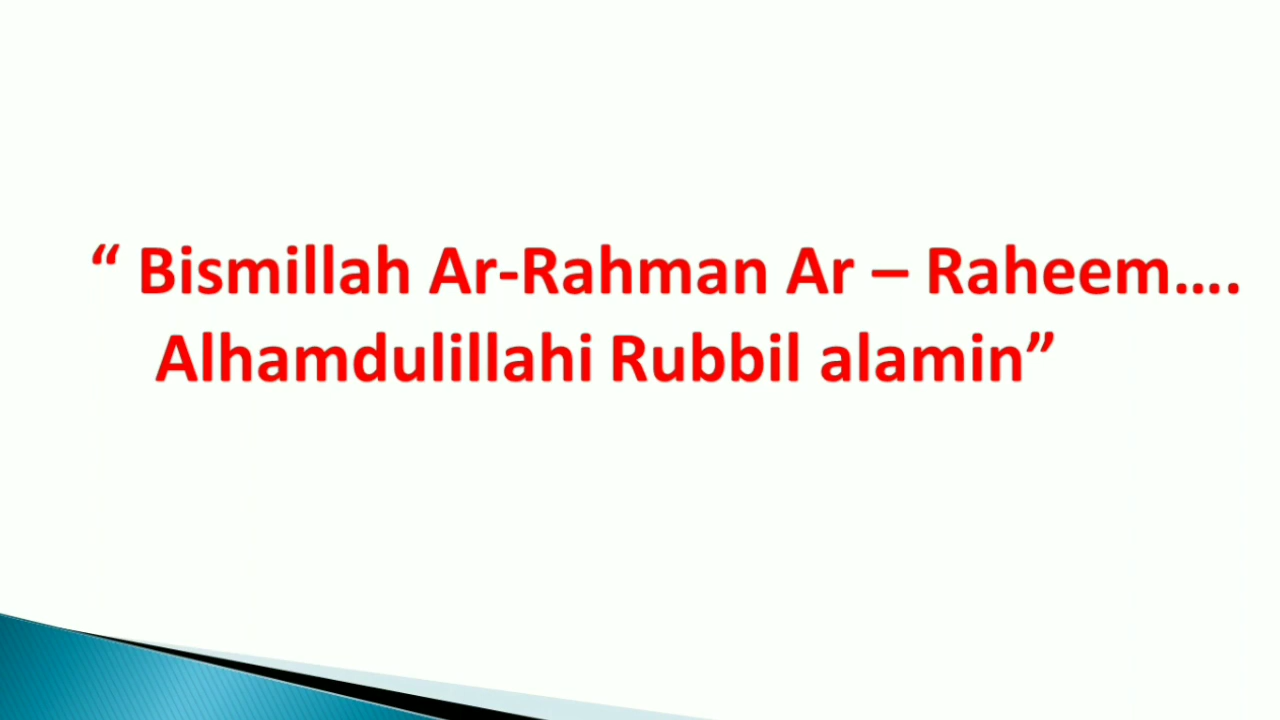 “ Bismillah Ar-Rahman Ar – Raheem….
Alhamdulillahi Rubbil alamin”